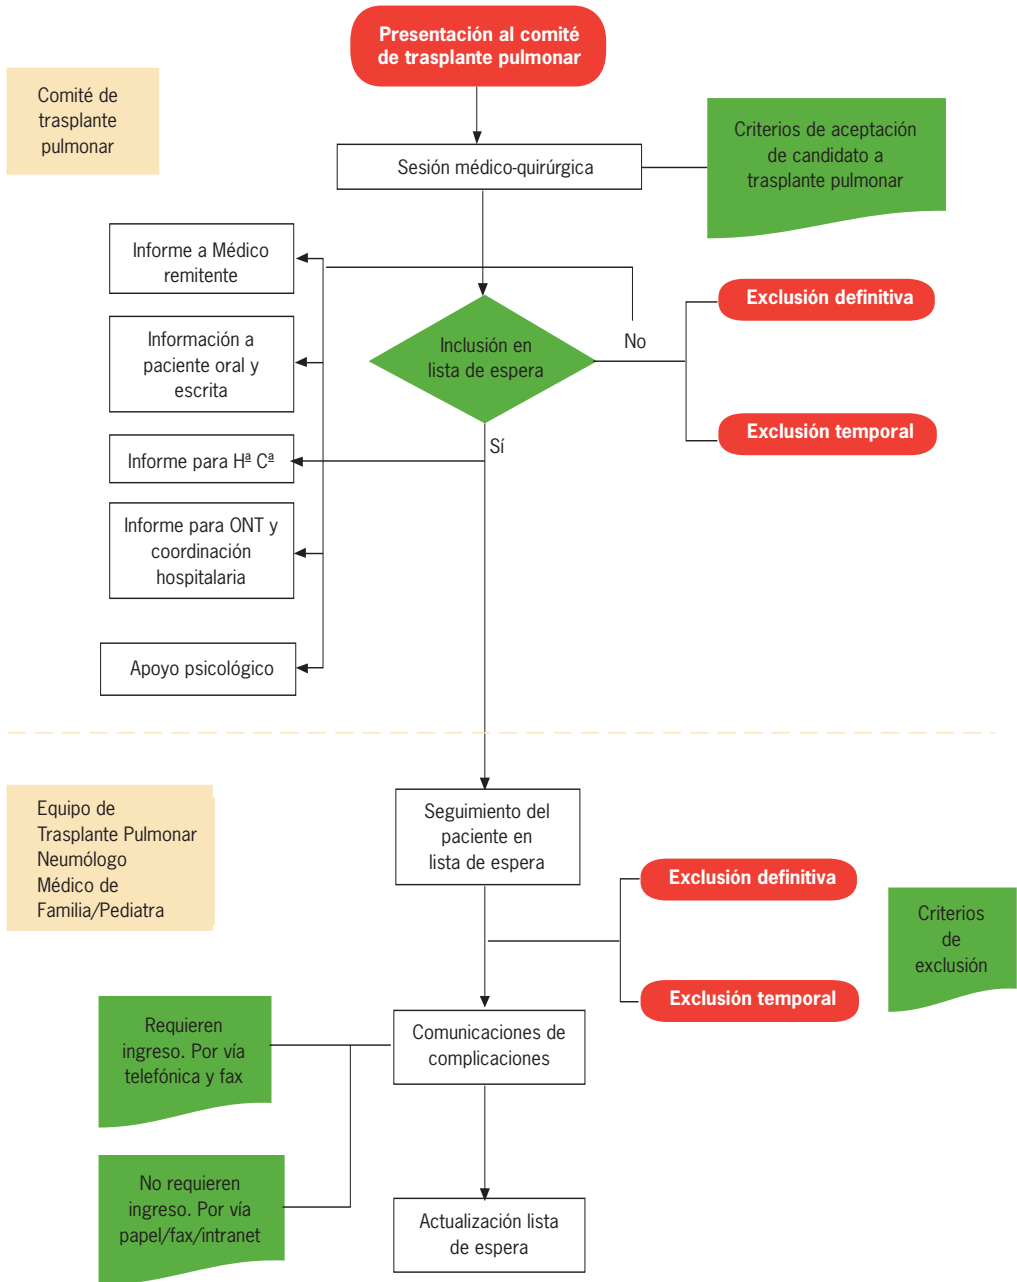 Presentación al comité
de trasplante pulmonar
Comité de
trasplante
pulmonar
Sesión médico-quirúrgica
Criterios de aceptación
de candidato a
trasplante pulmonar
Informe a Médico
remitente
Información a
paciente oral y
escrita
Informe para Hª Cª
Informe para ONT y
coordinación
hospitalaria
Apoyo psicológico
Inclusión en
lista de espera
No
Sí
Exclusión definitiva
Exclusión temporal
Equipo de
Trasplante Pulmonar
Neumólogo
Médico de
Familia/Pediatra
Seguimiento del
paciente en
lista de espera
Exclusión definitiva
Exclusión temporal
Criterios
de
exclusión
Comunicaciones de
complicaciones
Requieren
ingreso. Por vía
telefónica y fax
No requieren
ingreso. Por vía
papel/fax/intranet
Actualización lista
de espera